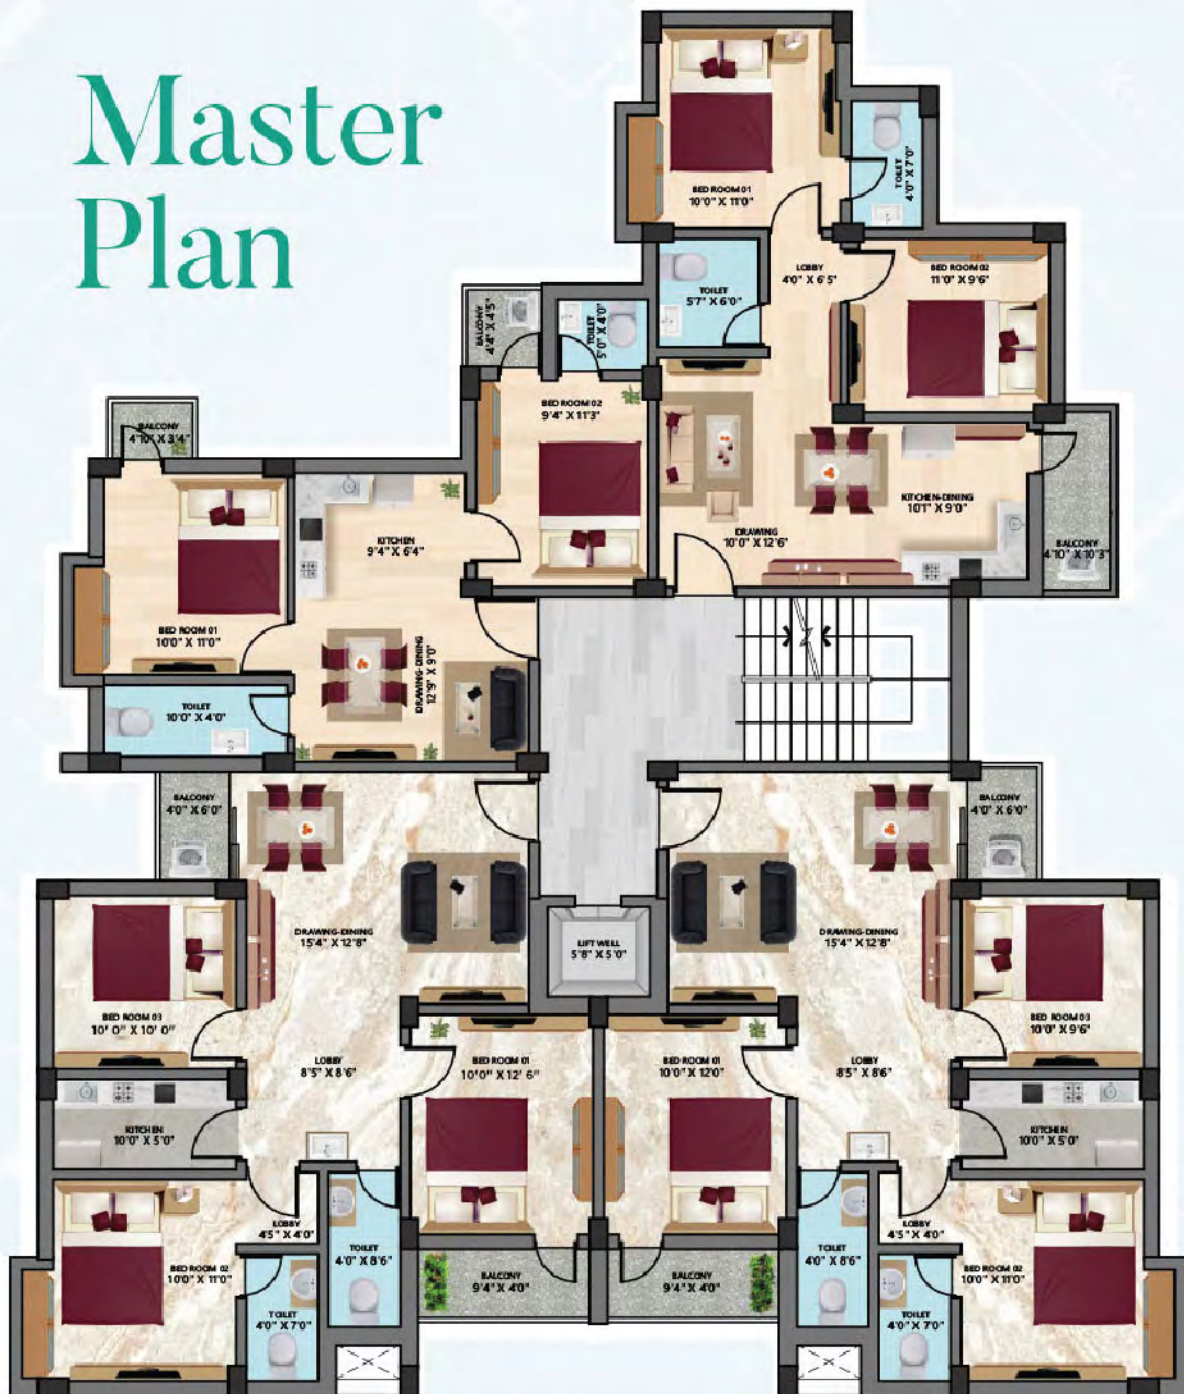 Master
Plan
BED ROOM 01
10'0" X 11'0"
TOILET
4'0" X 7'0"
TOILET
5'7" X 6'0"
LOBBY
4'0" X 6'5"
BED ROOM 02
11'0" X 9'6"
BALCONY
4'4" X 4'5"
TOILET
5'0" X 4'0"
BED ROOM 02
9'4" X 11'3"
BALCONY
4'10" X 3'4"
KITCHEN-DINING
10'1" X 9'0"
DRAWING
10'0" X 12'6"
BALCONY
4'10" X 10'3"
KITCHEN
9'4" X 6'4"
BED ROOM 01
10'0" X 11'0"
DRAWING-DINING
12'9" X 9'0"
TOILET
10'0" X 4'0"
BALCONY
4'0" X 6'0"
BALCONY
4'0" X 6'0"
DRAWING-DINING
15'4" X 12'8"
LIFT WELL
5'8" X 5'0"
DRAWING-DINING
15'4" X 12'8"
BED ROOM 03
10' 0" X 10' 0"
BED ROOM 03
10'0" X 9'6"
LOBBY
8'5" X 8'6"
BED ROOM 01
10'0" X 12' 6"
BED ROOM 01
10'0" X 12'0"
LOBBY
8'5" X 8'6"
KITCHEN
10'0" X 5'0"
KITCHEN
10'0" X 5'0"
LOBBY
4'5" X 4'0"
LOBBY
4'5" X 4'0"
TOILET
4'0" X 8'6"
TOILET
4'0" X 8'6"
BED ROOM 02
10'0" X 11'0"
BALCONY
9'4" X 4'0"
BALCONY
9'4" X 4'0"
BED ROOM 02
10'0" X 11'0"
TOILET
4'0" X 7'0"
TOILET
4'0" X 7'0"